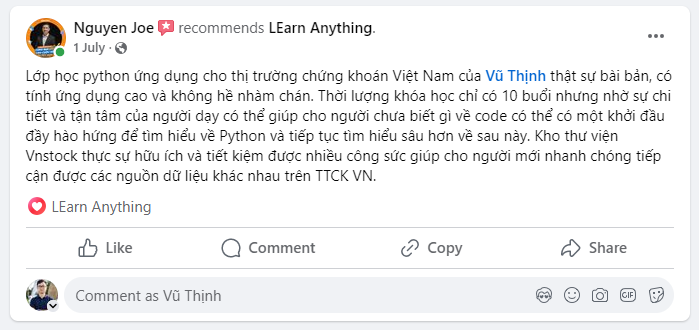 Nguyen Joe recommends LEarn Anything.
1 July ·
Lớp học python ứng dụng cho thị trường chứng khoán Việt Nam của Vũ Thịnh thật sự bài bản, có
tính ứng dụng cao và không hề nhàm chán. Thời lượng khóa học chỉ có 10 buổi nhưng nhờ sự chi
tiết và tận tâm của người dạy có thể giúp cho người chưa biết gì về code có thể có một khởi đầu
đầy hào hứng để tìm hiểu về Python và tiếp tục tìm hiểu sâu hơn về sau này. Kho thư viện
Vnstock thực sự hữu ích và tiết kiệm được nhiều công sức giúp cho người mới nhanh chóng tiếp
cận được các nguồn dữ liệu khác nhau trên TTCK VN.
LEarn Anything
Like Comment Copy Share
Comment as Vũ Thịnh GIF